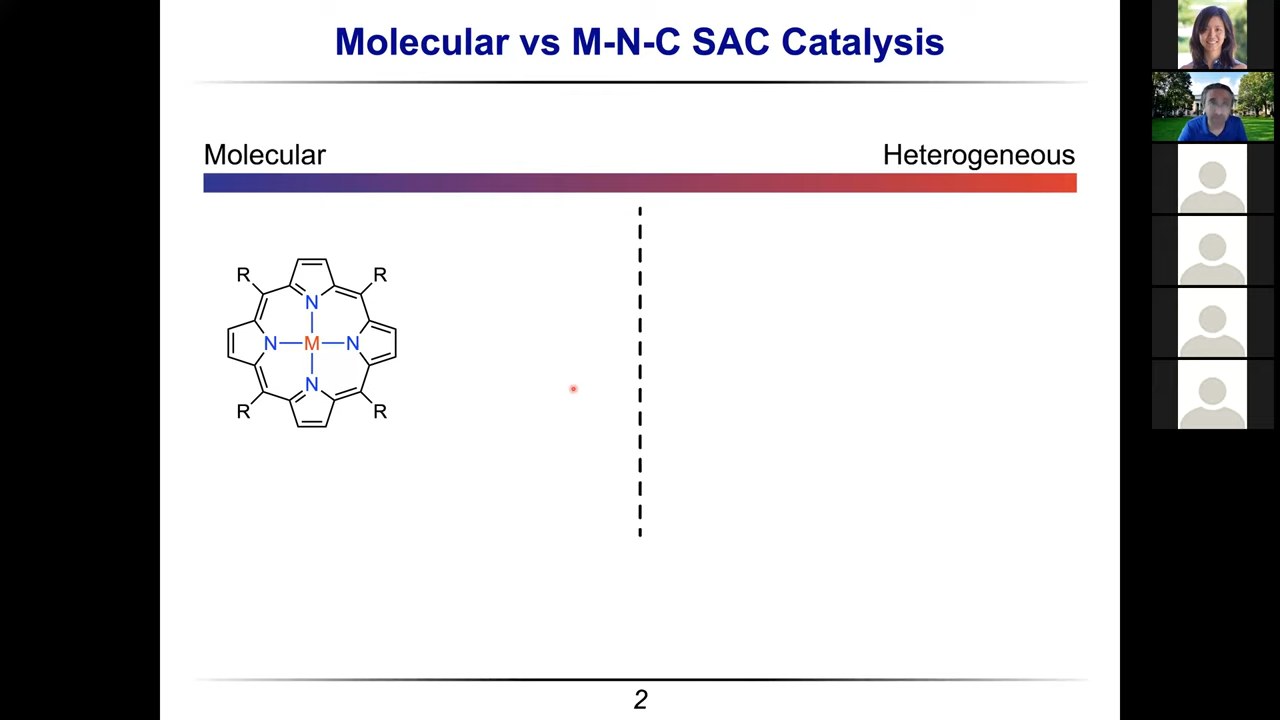 Molecular vs M-N-C SAC Catalysis
Molecular
Heterogeneous
R
R
N
N
M
N
N
R
R
2